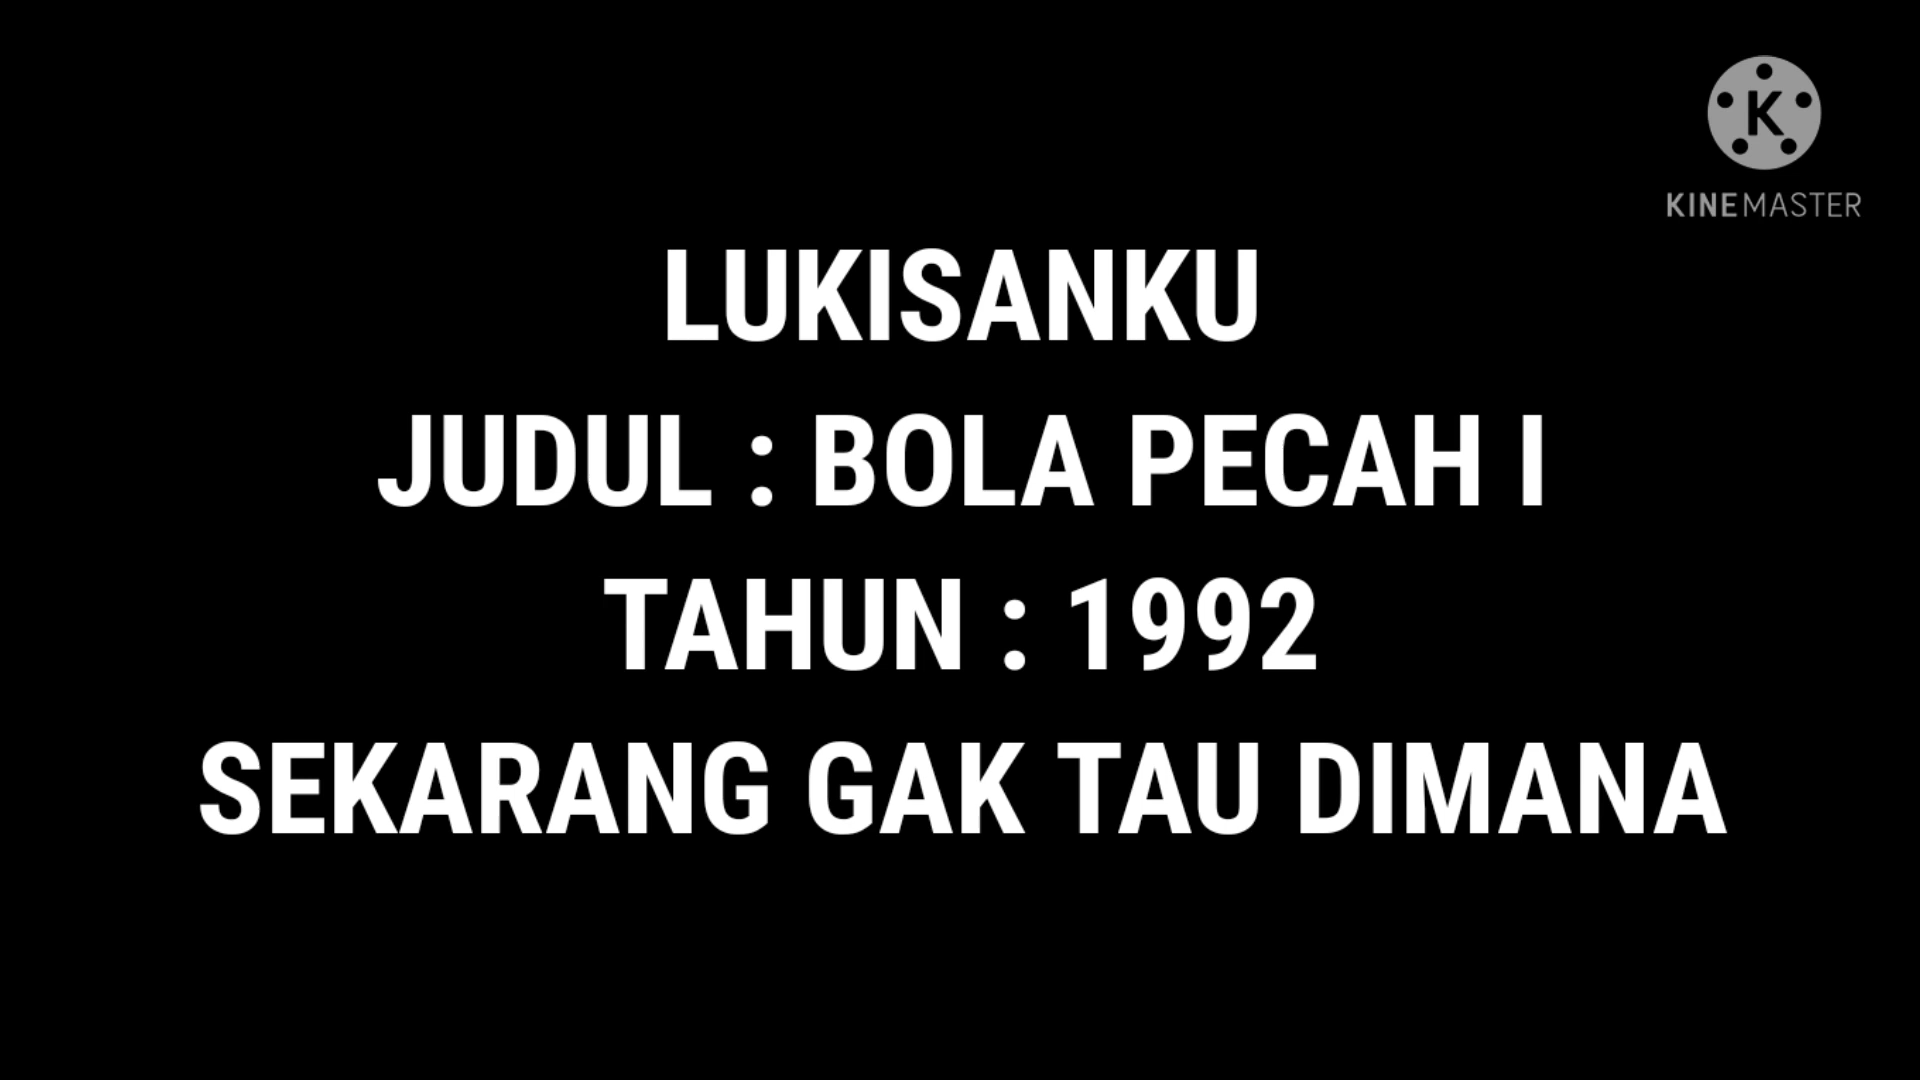 KINEMASTER
LUKISANKU
JUDUL : BOLA PECAH I
TAHUN : 1992
SEKARANG GAK TAU DIMANA